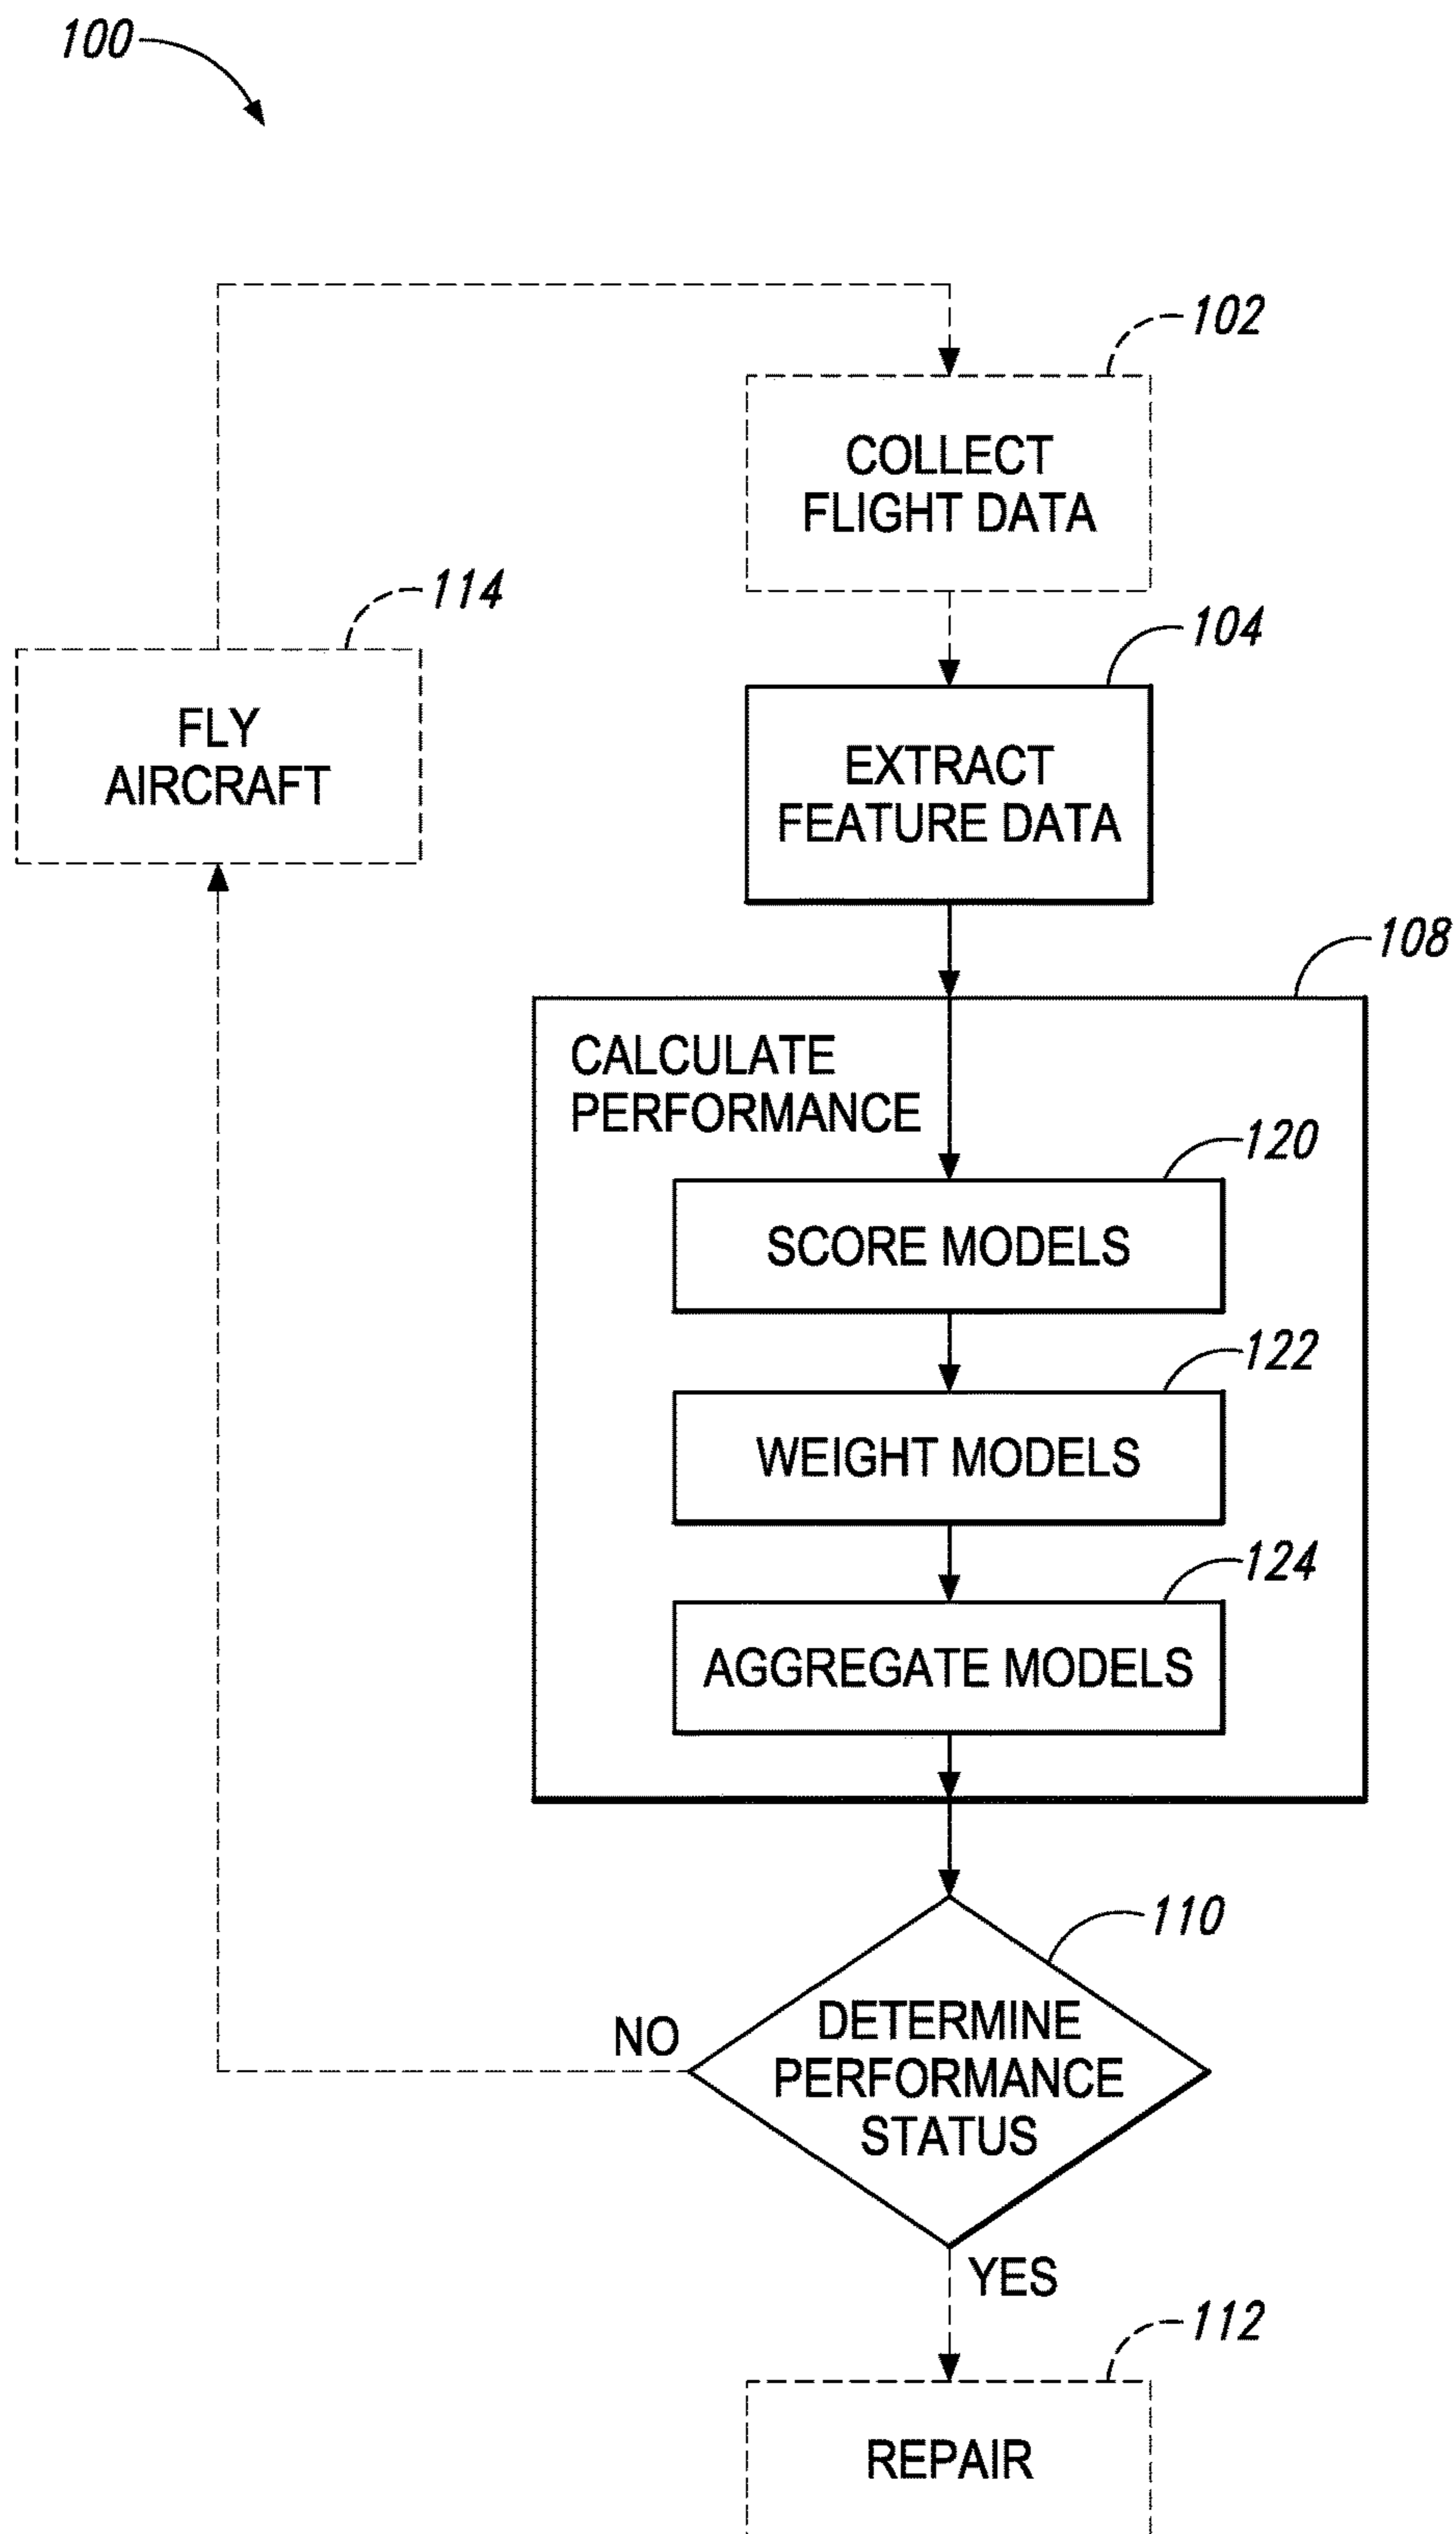 100
102
COLLECT
FLIGHT DATA
114
FLY
AIRCRAFT
104
EXTRACT
FEATURE DATA
108
CALCULATE
PERFORMANCE
120
SCORE MODELS
122
WEIGHT MODELS
124
AGGREGATE MODELS
110
DETERMINE
PERFORMANCE
STATUS
NO
YES
112
REPAIR